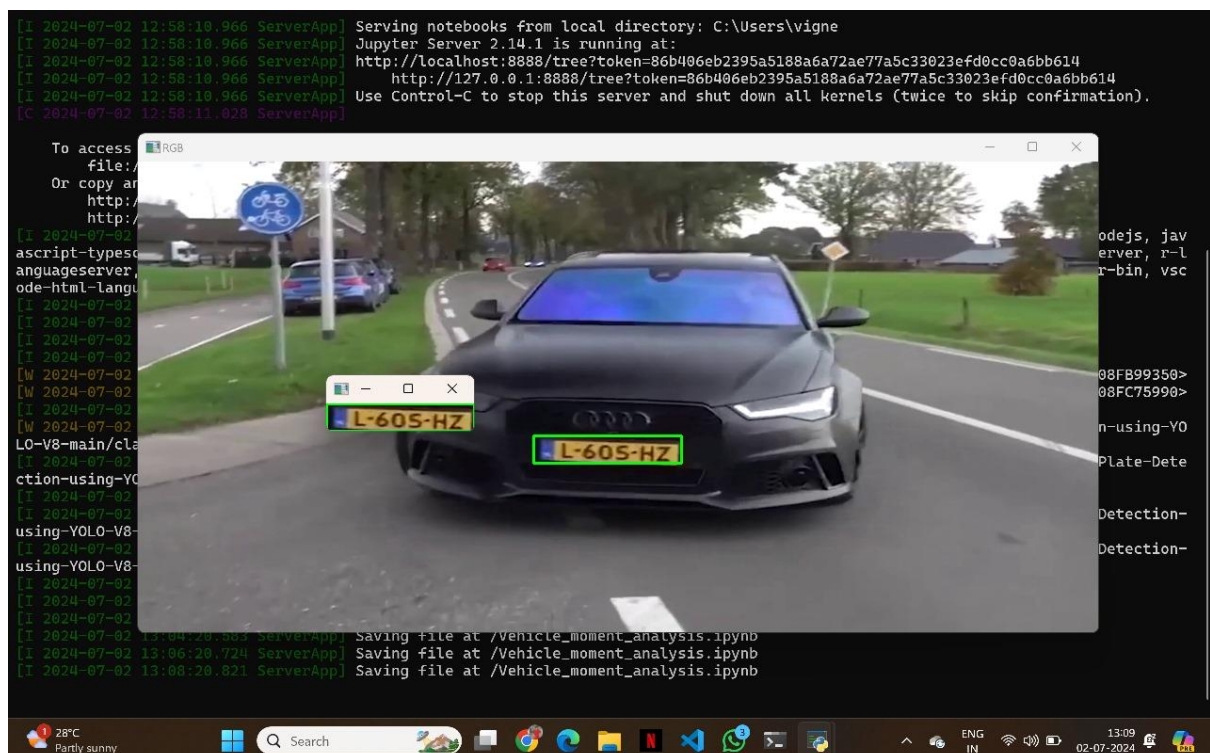 [I 2024-07-02 12:58:10.966 ServerApp] Serving notebooks from local directory: C:\Users\vigne
[I 2024-07-02 12:58:10.966 ServerApp] Jupyter Server 2.14.1 is running at:
[I 2024-07-02 12:58:10.966 ServerApp] http://localhost:8888/tree?token=86b406eb2395a5188a6a72ae77a5c33023efd0cc0a6bb614
[I 2024-07-02 12:58:10.966 ServerApp]     http://127.0.0.1:8888/tree?token=86b406eb2395a5188a6a72ae77a5c33023efd0cc0a6bb614
[I 2024-07-02 12:58:10.966 ServerApp] Use Control-C to stop this server and shut down all kernels (twice to skip confirmation).
[C 2024-07-02 12:58:11.028 ServerApp]
To access
RGB
file:/
Or copy an
http:/
http:/
[I 2024-07-02
odejs, jav
ascript-typesc
erver, r-l
anguageserver,
r-bin, vsc
ode-html-langu
[I 2024-07-02
[I 2024-07-02
[I 2024-07-02
[I 2024-07-02
[W 2024-07-02
08FB99350>
[W 2024-07-02
08FC75990>
[I 2024-07-02
[W 2024-07-02
n-using-YO
L-605-HZ
LO-V8-main/cla
L-605-HZ
[I 2024-07-02
Plate-Dete
ction-using-YO
[I 2024-07-02
[I 2024-07-02
Detection-
using-YOLO-V8-
[I 2024-07-02
Detection-
using-YOLO-V8-
[I 2024-07-02
[I 2024-07-02
[I 2024-07-02
[I 2024-07-02 13:04:20.583 ServerApp] Saving file at /Vehicle_moment_analysis.ipynb
[I 2024-07-02 13:06:20.724 ServerApp] Saving file at /Vehicle_moment_analysis.ipynb
[I 2024-07-02 13:08:20.821 ServerApp] Saving file at /Vehicle_moment_analysis.ipynb
1
28°C
Partly sunny
Search
3
ENG
IN
13:09
02-07-2024
PRE